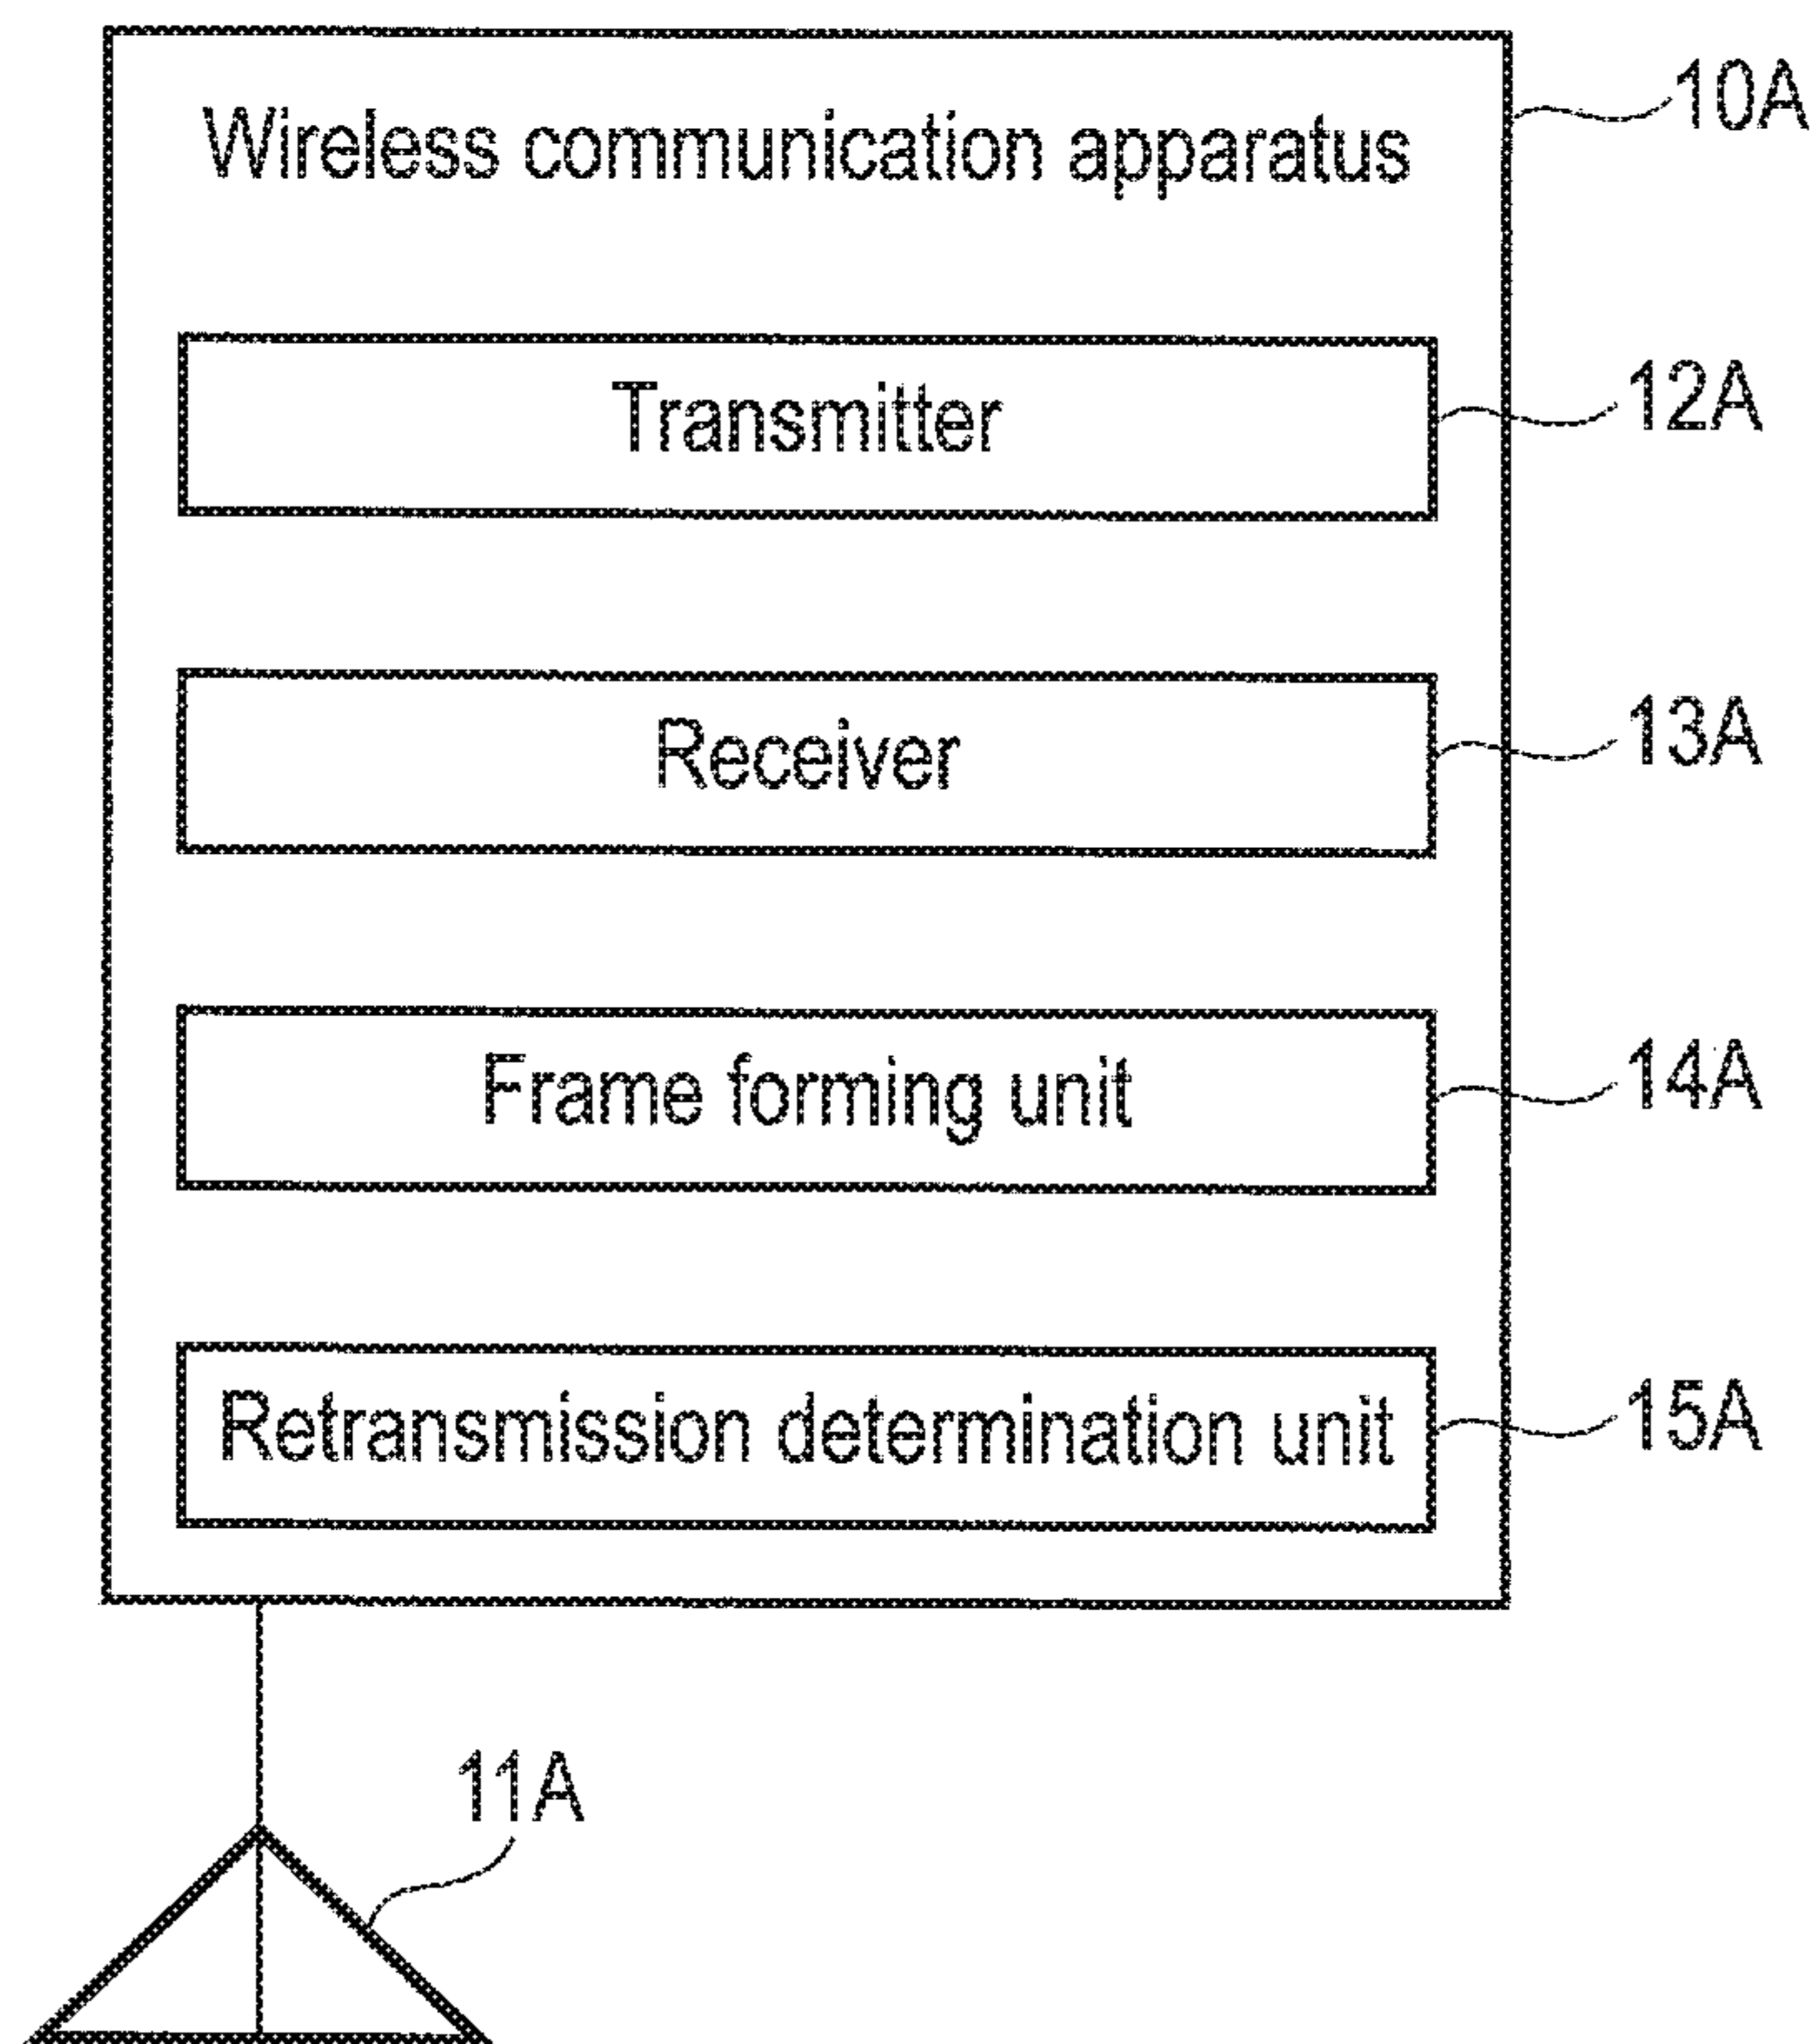 Wireless communication apparatus
10A
Transmitter
12A
Receiver
13A
Frame forming unit
14A
Retransmission determination unit
15A
11A